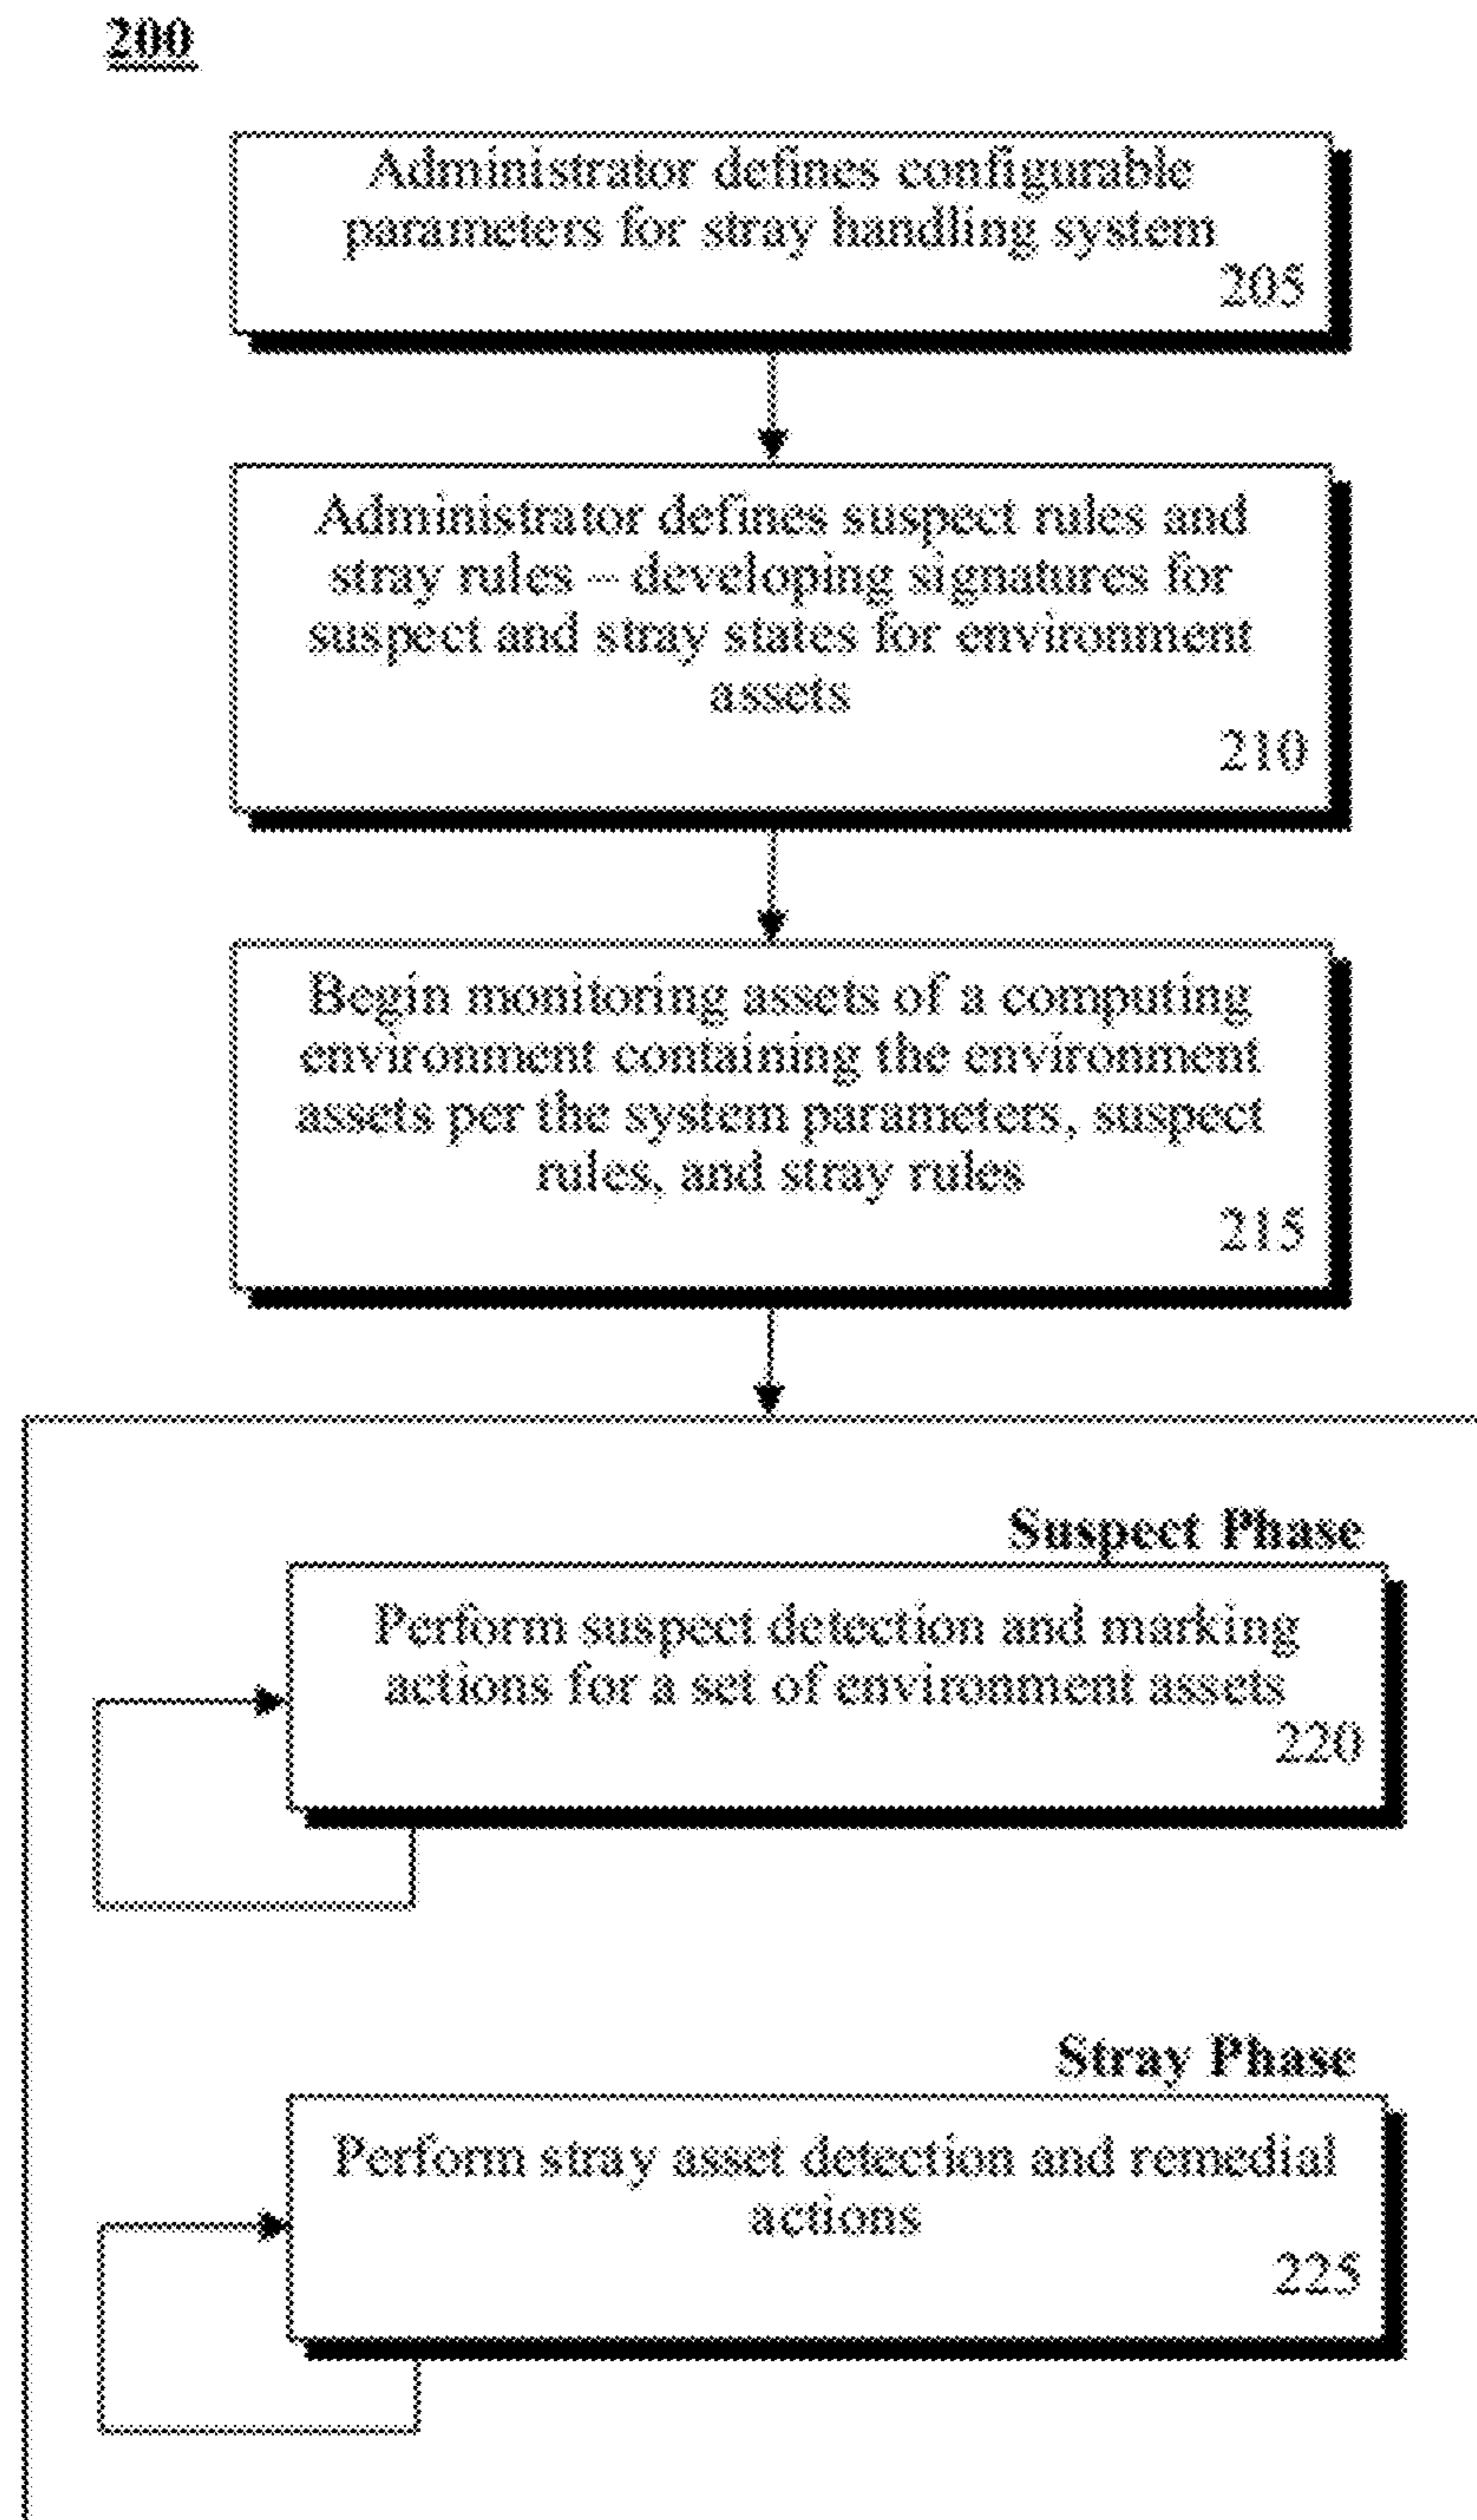 200
Administrator defines configurable
parameters for stray handling system
205
Administrator defines suspect rules and
stray rules – developing signatures for
suspect and stray states for environment
assets
210
Begin monitoring assets of a computing
environment containing the environment
assets per the system parameters, suspect
rules, and stray rules
215
Suspect Phase
Perform suspect detection and marking
actions for a set of environment assets
220
Stray Phase
Perform stray asset detection and remedial
actions
225